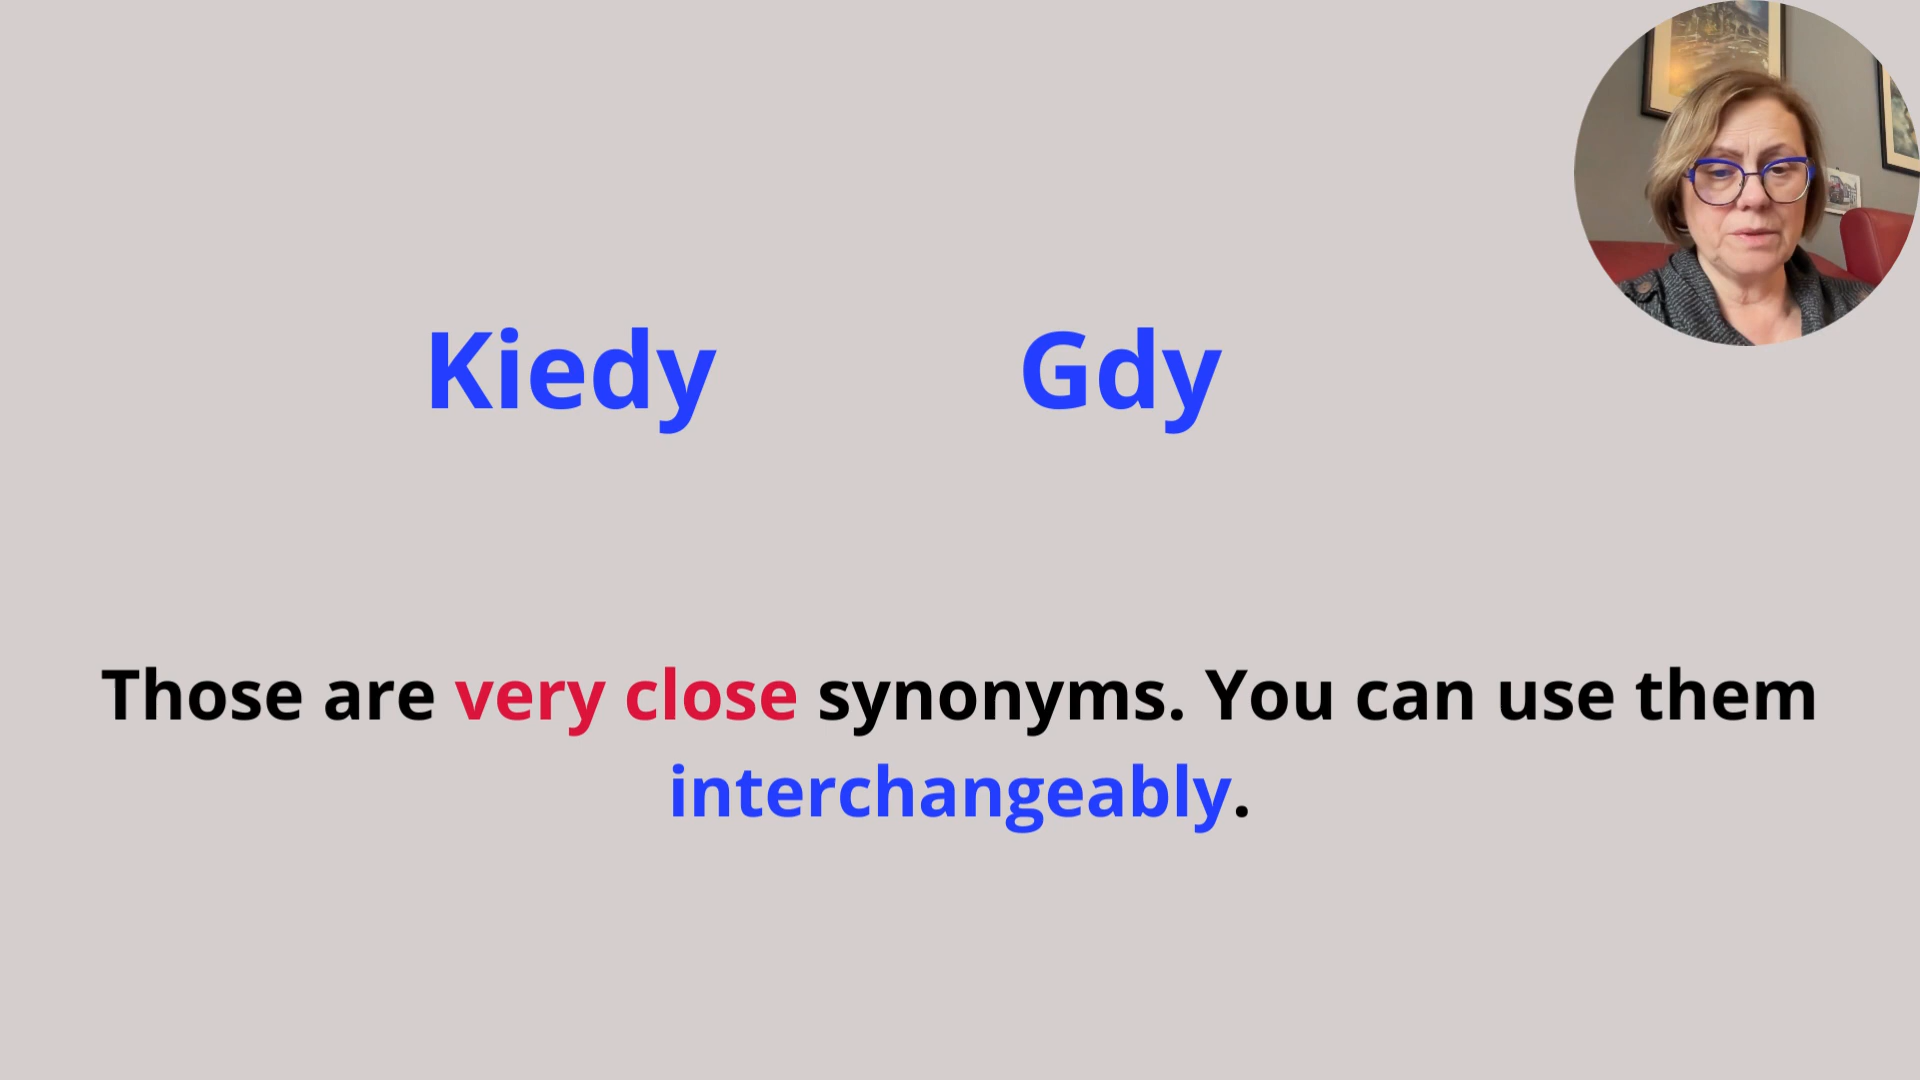 Kiedy Gdy
Those are very close synonyms. You can use them
interchangeably.